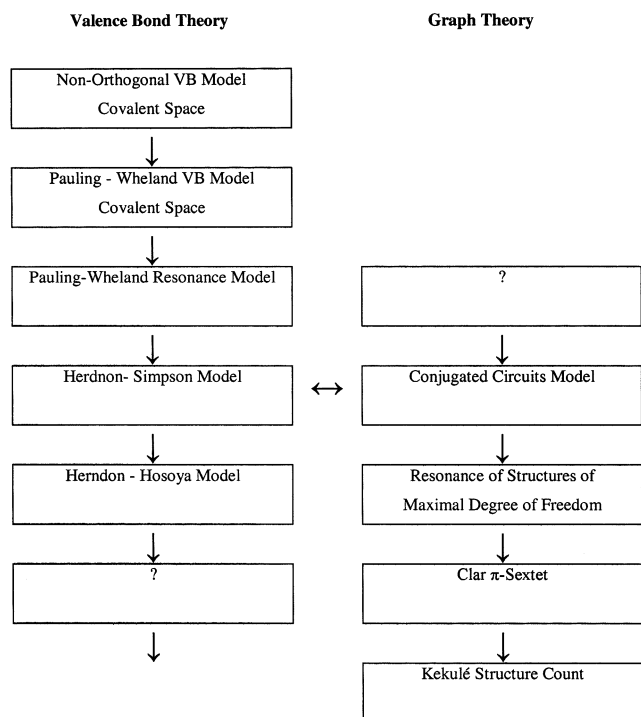 Valence Bond Theory
Graph Theory
Non-Orthogonal VB Model
Covalent Space
Pauling - Wheland VB Model
Covalent Space
Pauling-Wheland Resonance Model
?
Herdnon- Simpson Model
Conjugated Circuits Model
Herndon - Hosoya Model
Resonance of Structures of
Maximal Degree of Freedom
?
Clar π-Sextet
Kekulé Structure Count